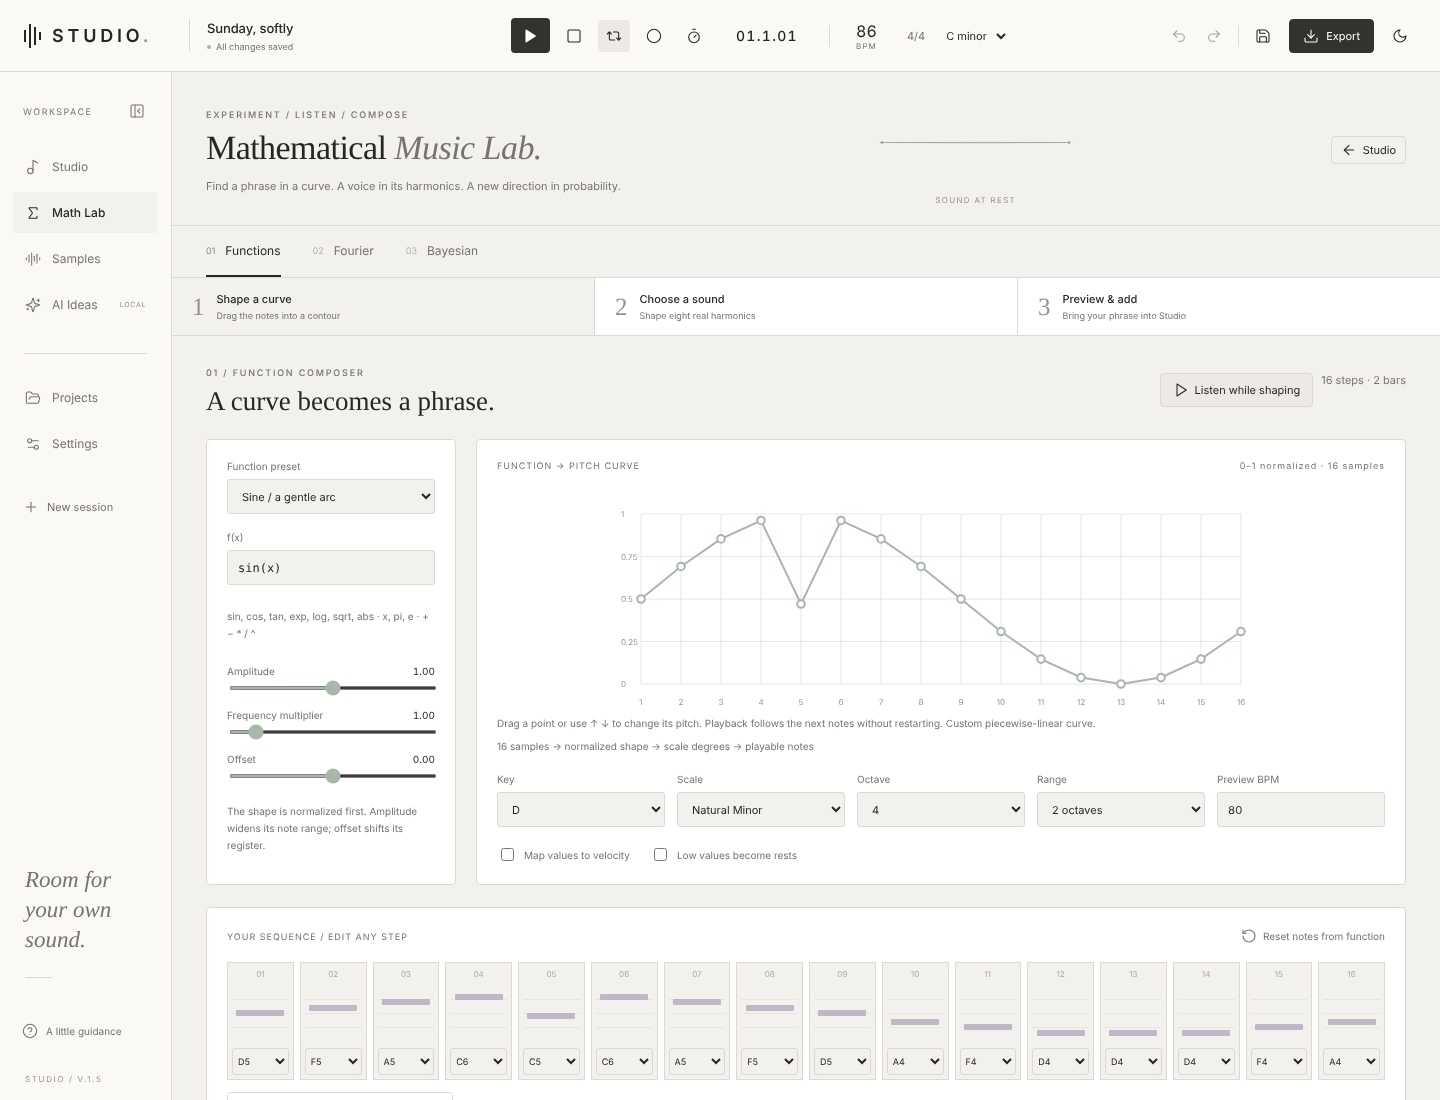 STUDIO.
Sunday, softly
All changes saved
01.1.01
86
BPM
4/4
C minor
Export
WORKSPACE
Studio
Math Lab
Samples
AI Ideas
LOCAL
Projects
Settings
New session
Room for
your own
sound.
A little guidance
STUDIO / V.1.5
EXPERIMENT / LISTEN / COMPOSE
Mathematical Music Lab.
Find a phrase in a curve. A voice in its harmonics. A new direction in probability.
SOUND AT REST
Studio
01 Functions
02 Fourier
03 Bayesian
1
Shape a curve
Drag the notes into a contour
2
Choose a sound
Shape eight real harmonics
3
Preview & add
Bring your phrase into Studio
01 / FUNCTION COMPOSER
A curve becomes a phrase.
Listen while shaping
16 steps · 2 bars
Function preset
Sine / a gentle arc
f(x)
sin(x)
sin, cos, tan, exp, log, sqrt, abs · x, pi, e · +
− * / ^
Amplitude 1.00
Frequency multiplier 1.00
Offset 0.00
The shape is normalized first. Amplitude
widens its note range; offset shifts its
register.
FUNCTION → PITCH CURVE
0–1 normalized · 16 samples
1
0.75
0.5
0.25
0
1 2 3 4 5 6 7 8 9 10 11 12 13 14 15 16
Drag a point or use ↑ ↓ to change its pitch. Playback follows the next notes without restarting. Custom piecewise-linear curve.
16 samples → normalized shape → scale degrees → playable notes
Key Scale Octave Range Preview BPM
D Natural Minor 4 2 octaves 80
Map values to velocity
Low values become rests
YOUR SEQUENCE / EDIT ANY STEP
Reset notes from function
01 02 03 04 05 06 07 08 09 10 11 12 13 14 15 16
D5 F5 A5 C6 C5 C6 A5 F5 D5 A4 F4 D4 D4 D4 F4 A4